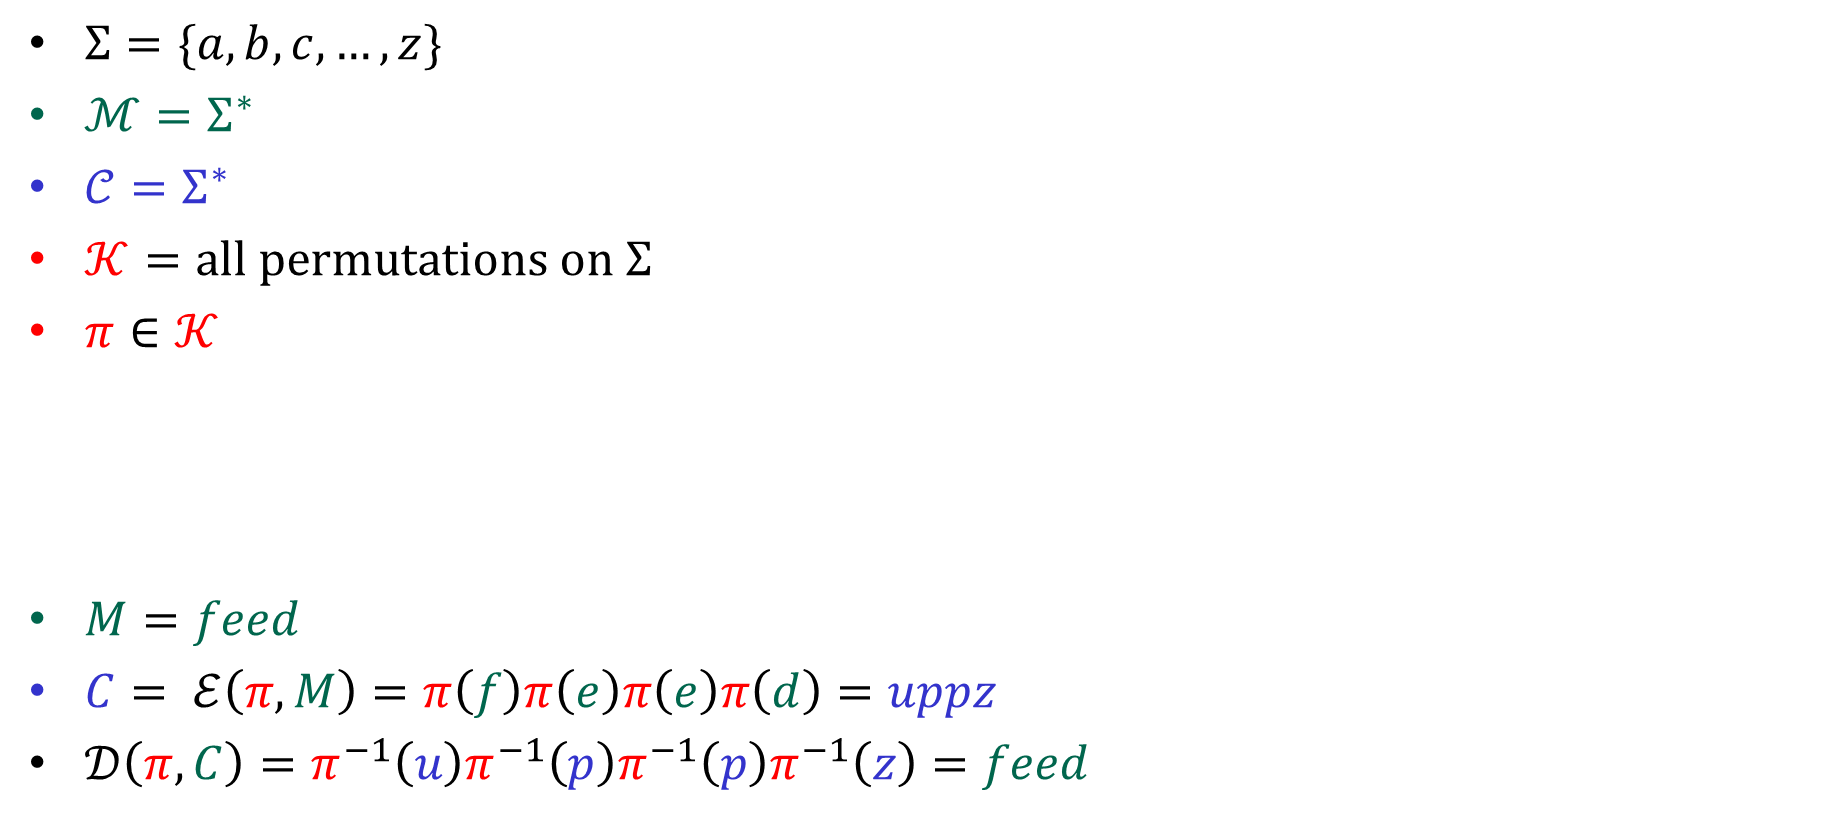 • Σ = {a, b, c, … , z}
• ℳ = Σ*
• 𝒞 = Σ*
• 𝒦 = all permutations on Σ
• π ∈ 𝒦
• M = feed
• C = ℰ(π, M) = π(f)π(e)π(e)π(d) = uppz
• 𝒟(π, C) = π⁻¹(u)π⁻¹(p)π⁻¹(p)π⁻¹(z) = feed